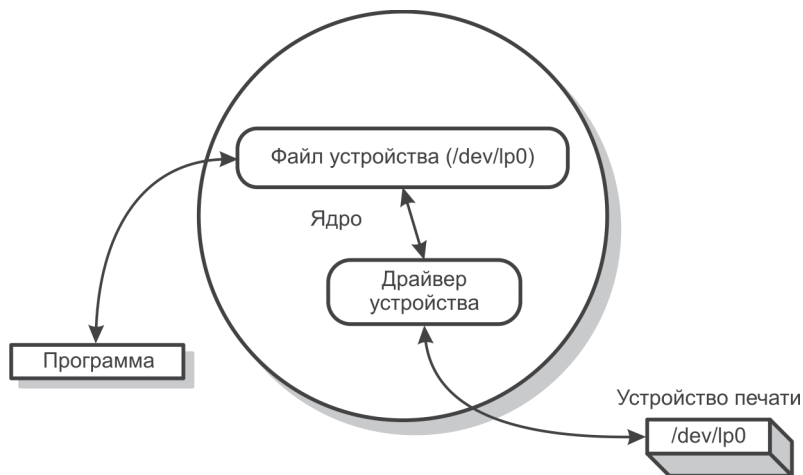 Файл устройства (/dev/lp0)
Ядро
Драйвер
устройства
Программа
Устройство печати
/dev/lp0